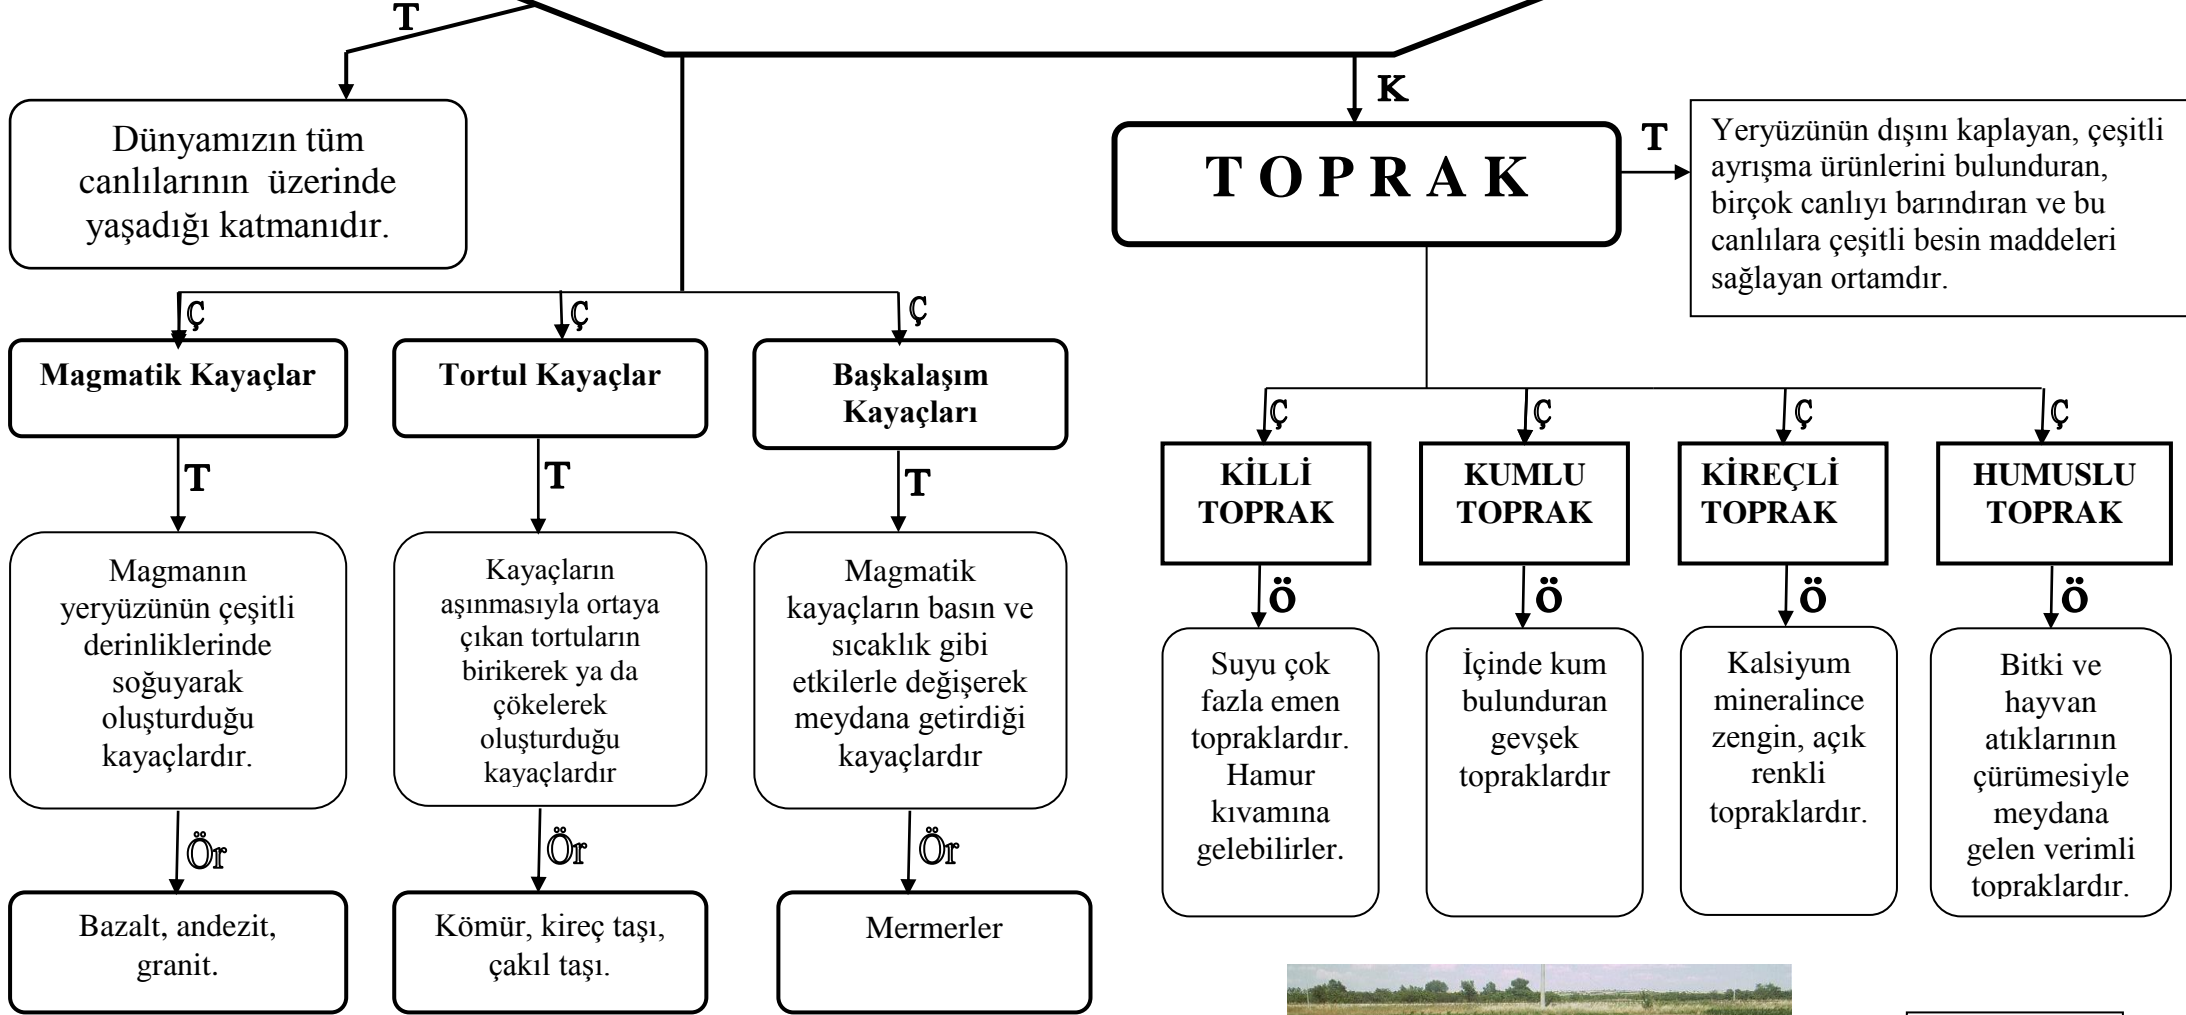 T
Dünyamızın tüm
canlılarının üzerinde
yaşadığı katmanıdır.
K
T O P R A K
T
Yeryüzünün dışını kaplayan, çeşitli
ayrışma ürünlerini bulunduran,
birçok canlıyı barındıran ve bu
canlılara çeşitli besin maddeleri
sağlayan ortamdır.
Ç
Ç
Ç
Magmatik Kayaçlar
Tortul Kayaçlar
Başkalaşım
Kayaçları
T
T
T
Magmanın
yeryüzünün çeşitli
derinliklerinde
soğuyarak
oluşturduğu
kayaçlardır.
Kayaçların
aşınmasıyla ortaya
çıkan tortuların
birikerek ya da
çökelerek
oluşturduğu
kayaçlardır
Magmatik
kayaçların basın ve
sıcaklık gibi
etkilerle değişerek
meydana getirdiği
kayaçlardır
Ör
Ör
Ör
Bazalt, andezit,
granit.
Kömür, kireç taşı,
çakıl taşı.
Mermerler
Ç
Ç
Ç
Ç
KİLLİ
TOPRAK
KUMLU
TOPRAK
KİREÇLİ
TOPRAK
HUMUSLU
TOPRAK
Ö
Ö
Ö
Ö
Suyu çok
fazla emen
topraklardır.
Hamur
kıvamına
gelebilirler.
İçinde kum
bulunduran
gevşek
topraklardır
Kalsiyum
mineralince
zengin, açık
renkli
topraklardır.
Bitki ve
hayvan
atıklarının
çürümesiyle
meydana
gelen verimli
topraklardır.